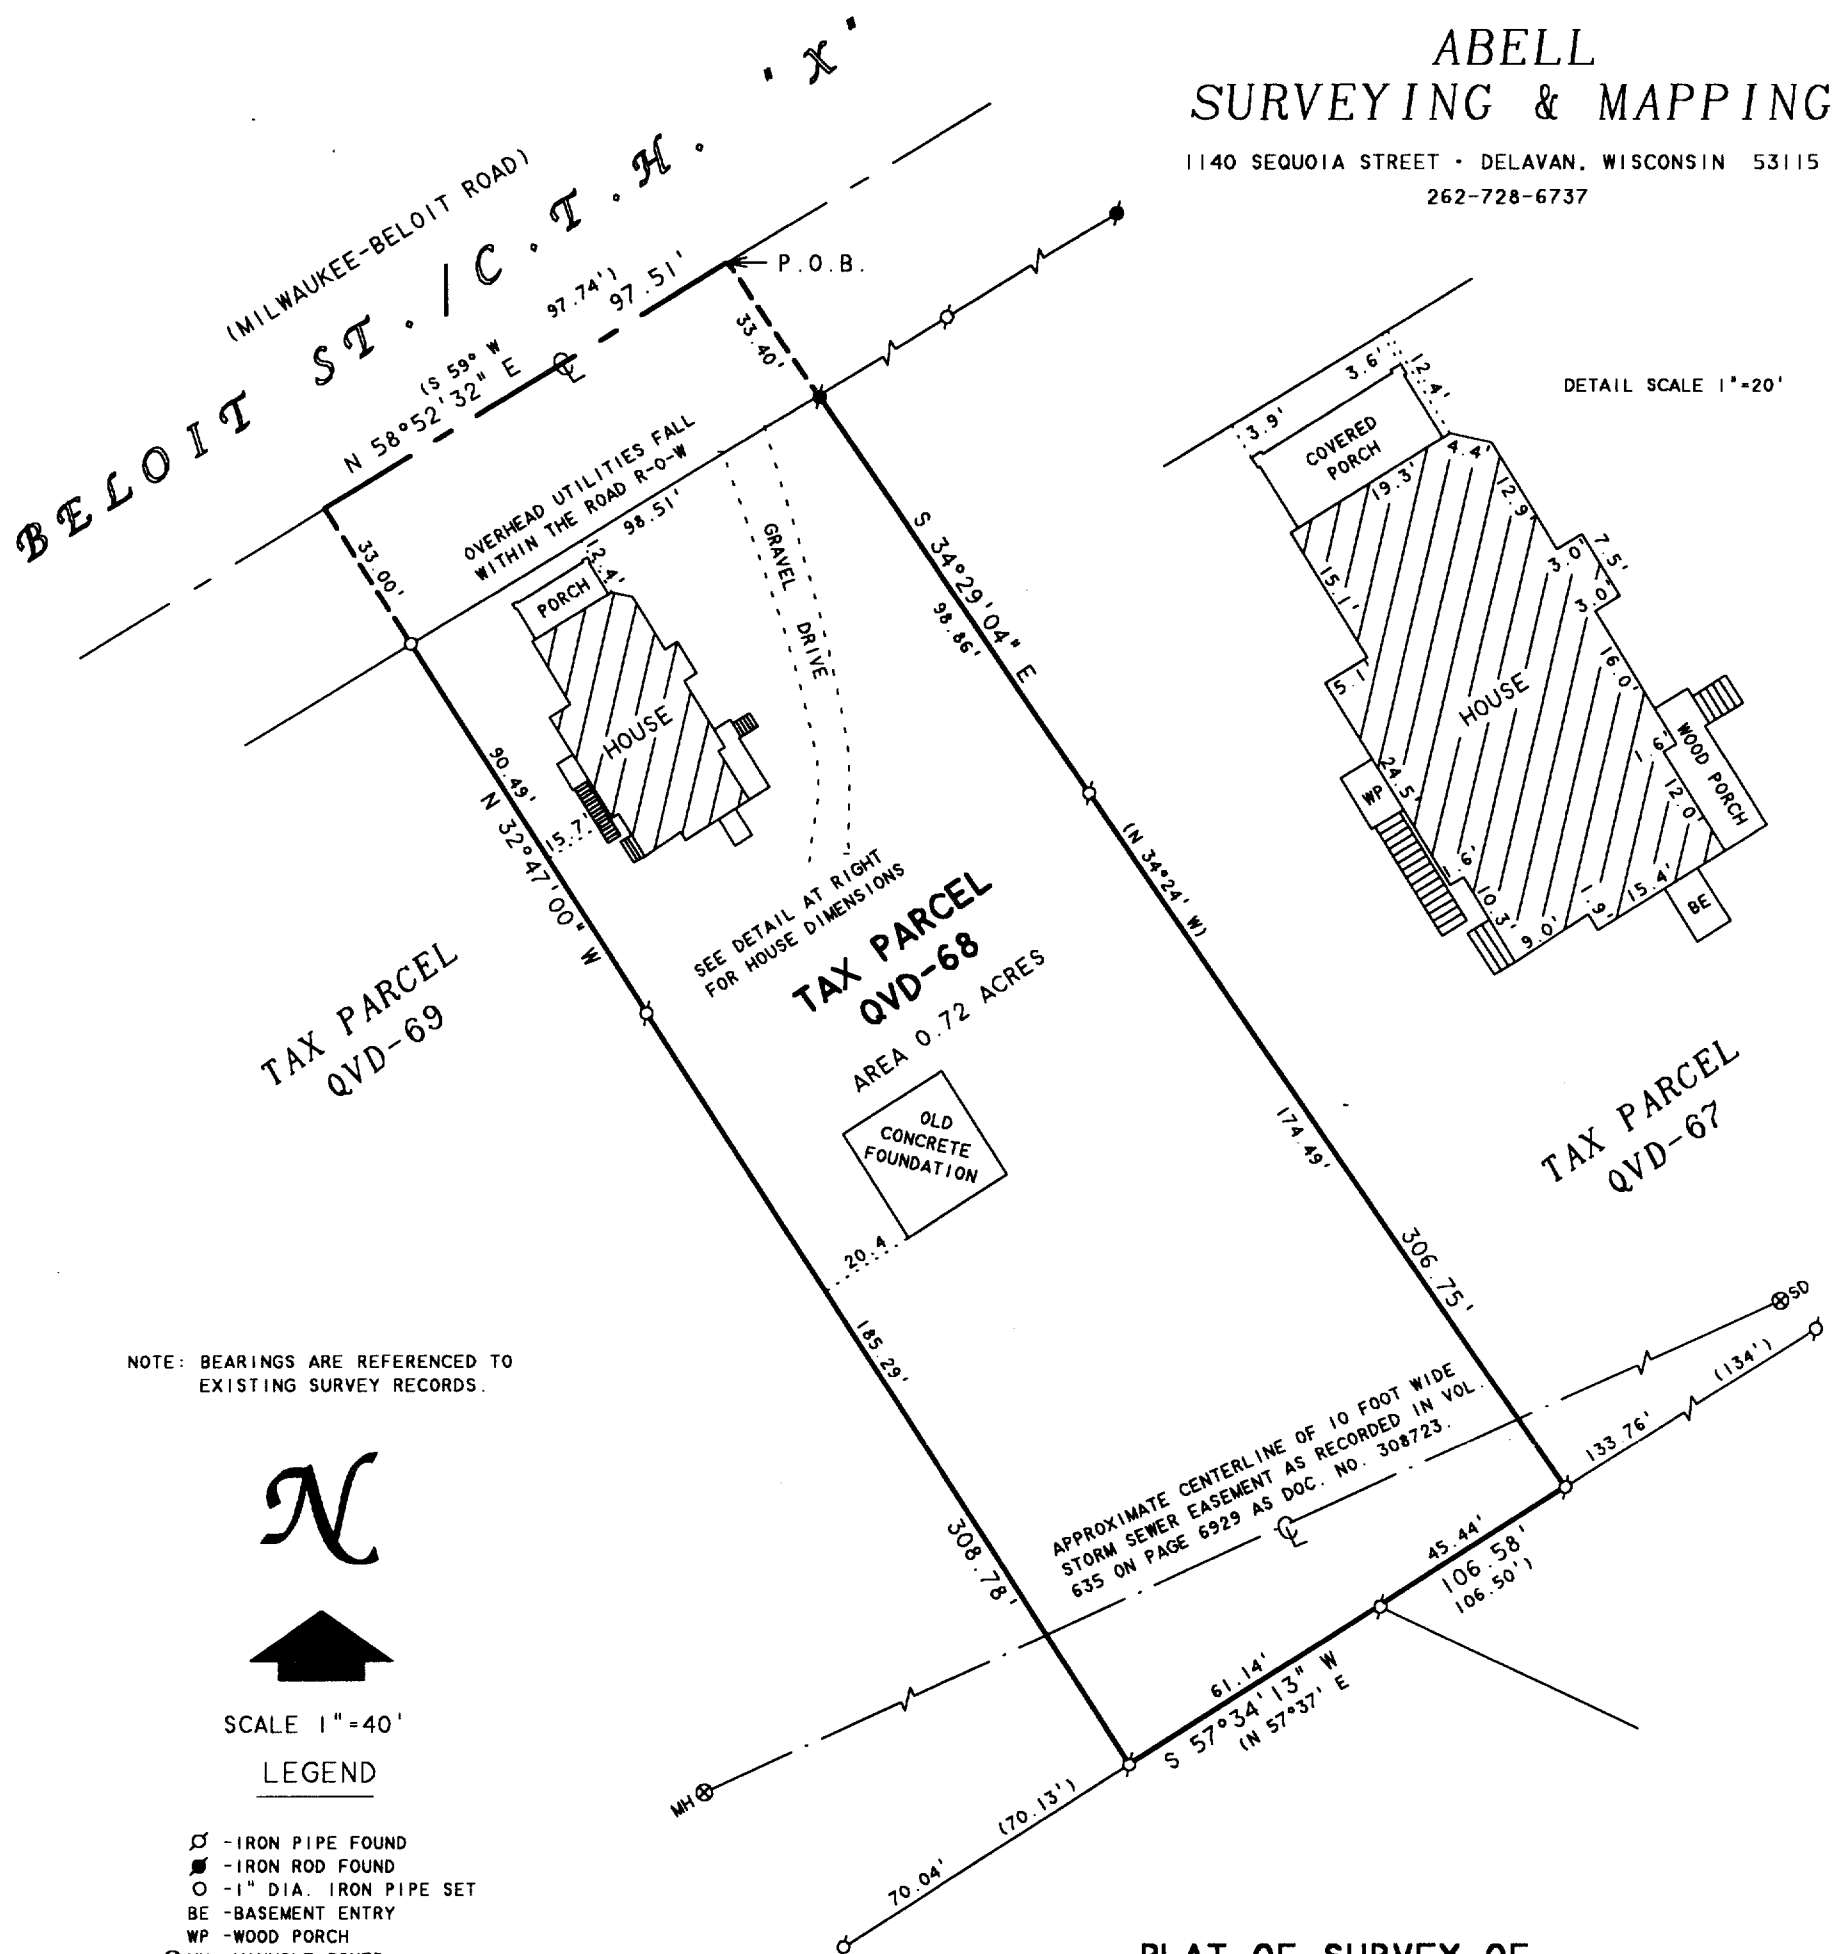 ABELL
SURVEYING & MAPPING
1140 SEQUOIA STREET · DELAVAN, WISCONSIN 53115
262-728-6737
BELOIT ST./C.T.H. 'X'
(MILWAUKEE-BELOIT ROAD)
(S 59° W 97.74')
N 58°52'32" E 97.51'
P.O.B.
33.40'
33.00'
OVERHEAD UTILITIES FALL
WITHIN THE ROAD R-O-W
98.51'
12.4'
PORCH
HOUSE
GRAVEL DRIVE
S 34°29'04" E
98.86'
90.49'
N 32°47'00" W
15.7'
SEE DETAIL AT RIGHT
FOR HOUSE DIMENSIONS
TAX PARCEL
QVD-68
AREA 0.72 ACRES
(N 34°24' W)
174.49'
306.75'
OLD
CONCRETE
FOUNDATION
20.4
185.29'
308.78'
TAX PARCEL
QVD-69
TAX PARCEL
QVD-67
DETAIL SCALE 1"=20'
3.6'
12.4'
3.9'
COVERED
PORCH
4.4'
19.3'
12.9'
7.5'
3.0'
3.0'
15.1'
5.1'
16.0'
HOUSE
1.6'
WOOD PORCH
24.5'
WP
12.0'
1.6'
10.3'
9.0'
1.9'
15.4'
BE
SD
(134')
133.76'
APPROXIMATE CENTERLINE OF 10 FOOT WIDE
STORM SEWER EASEMENT AS RECORDED IN VOL.
635 ON PAGE 6929 AS DOC. NO. 308723.
45.44'
106.58'
106.50')
61.14'
S 57°34'13" W
(N 57°37' E
MH
(70.13')
70.04'
NOTE: BEARINGS ARE REFERENCED TO
EXISTING SURVEY RECORDS.
N
SCALE 1"=40'
LEGEND
-IRON PIPE FOUND
-IRON ROD FOUND
-1" DIA. IRON PIPE SET
BE -BASEMENT ENTRY
WP -WOOD PORCH
PLAT OF SURVEY OF